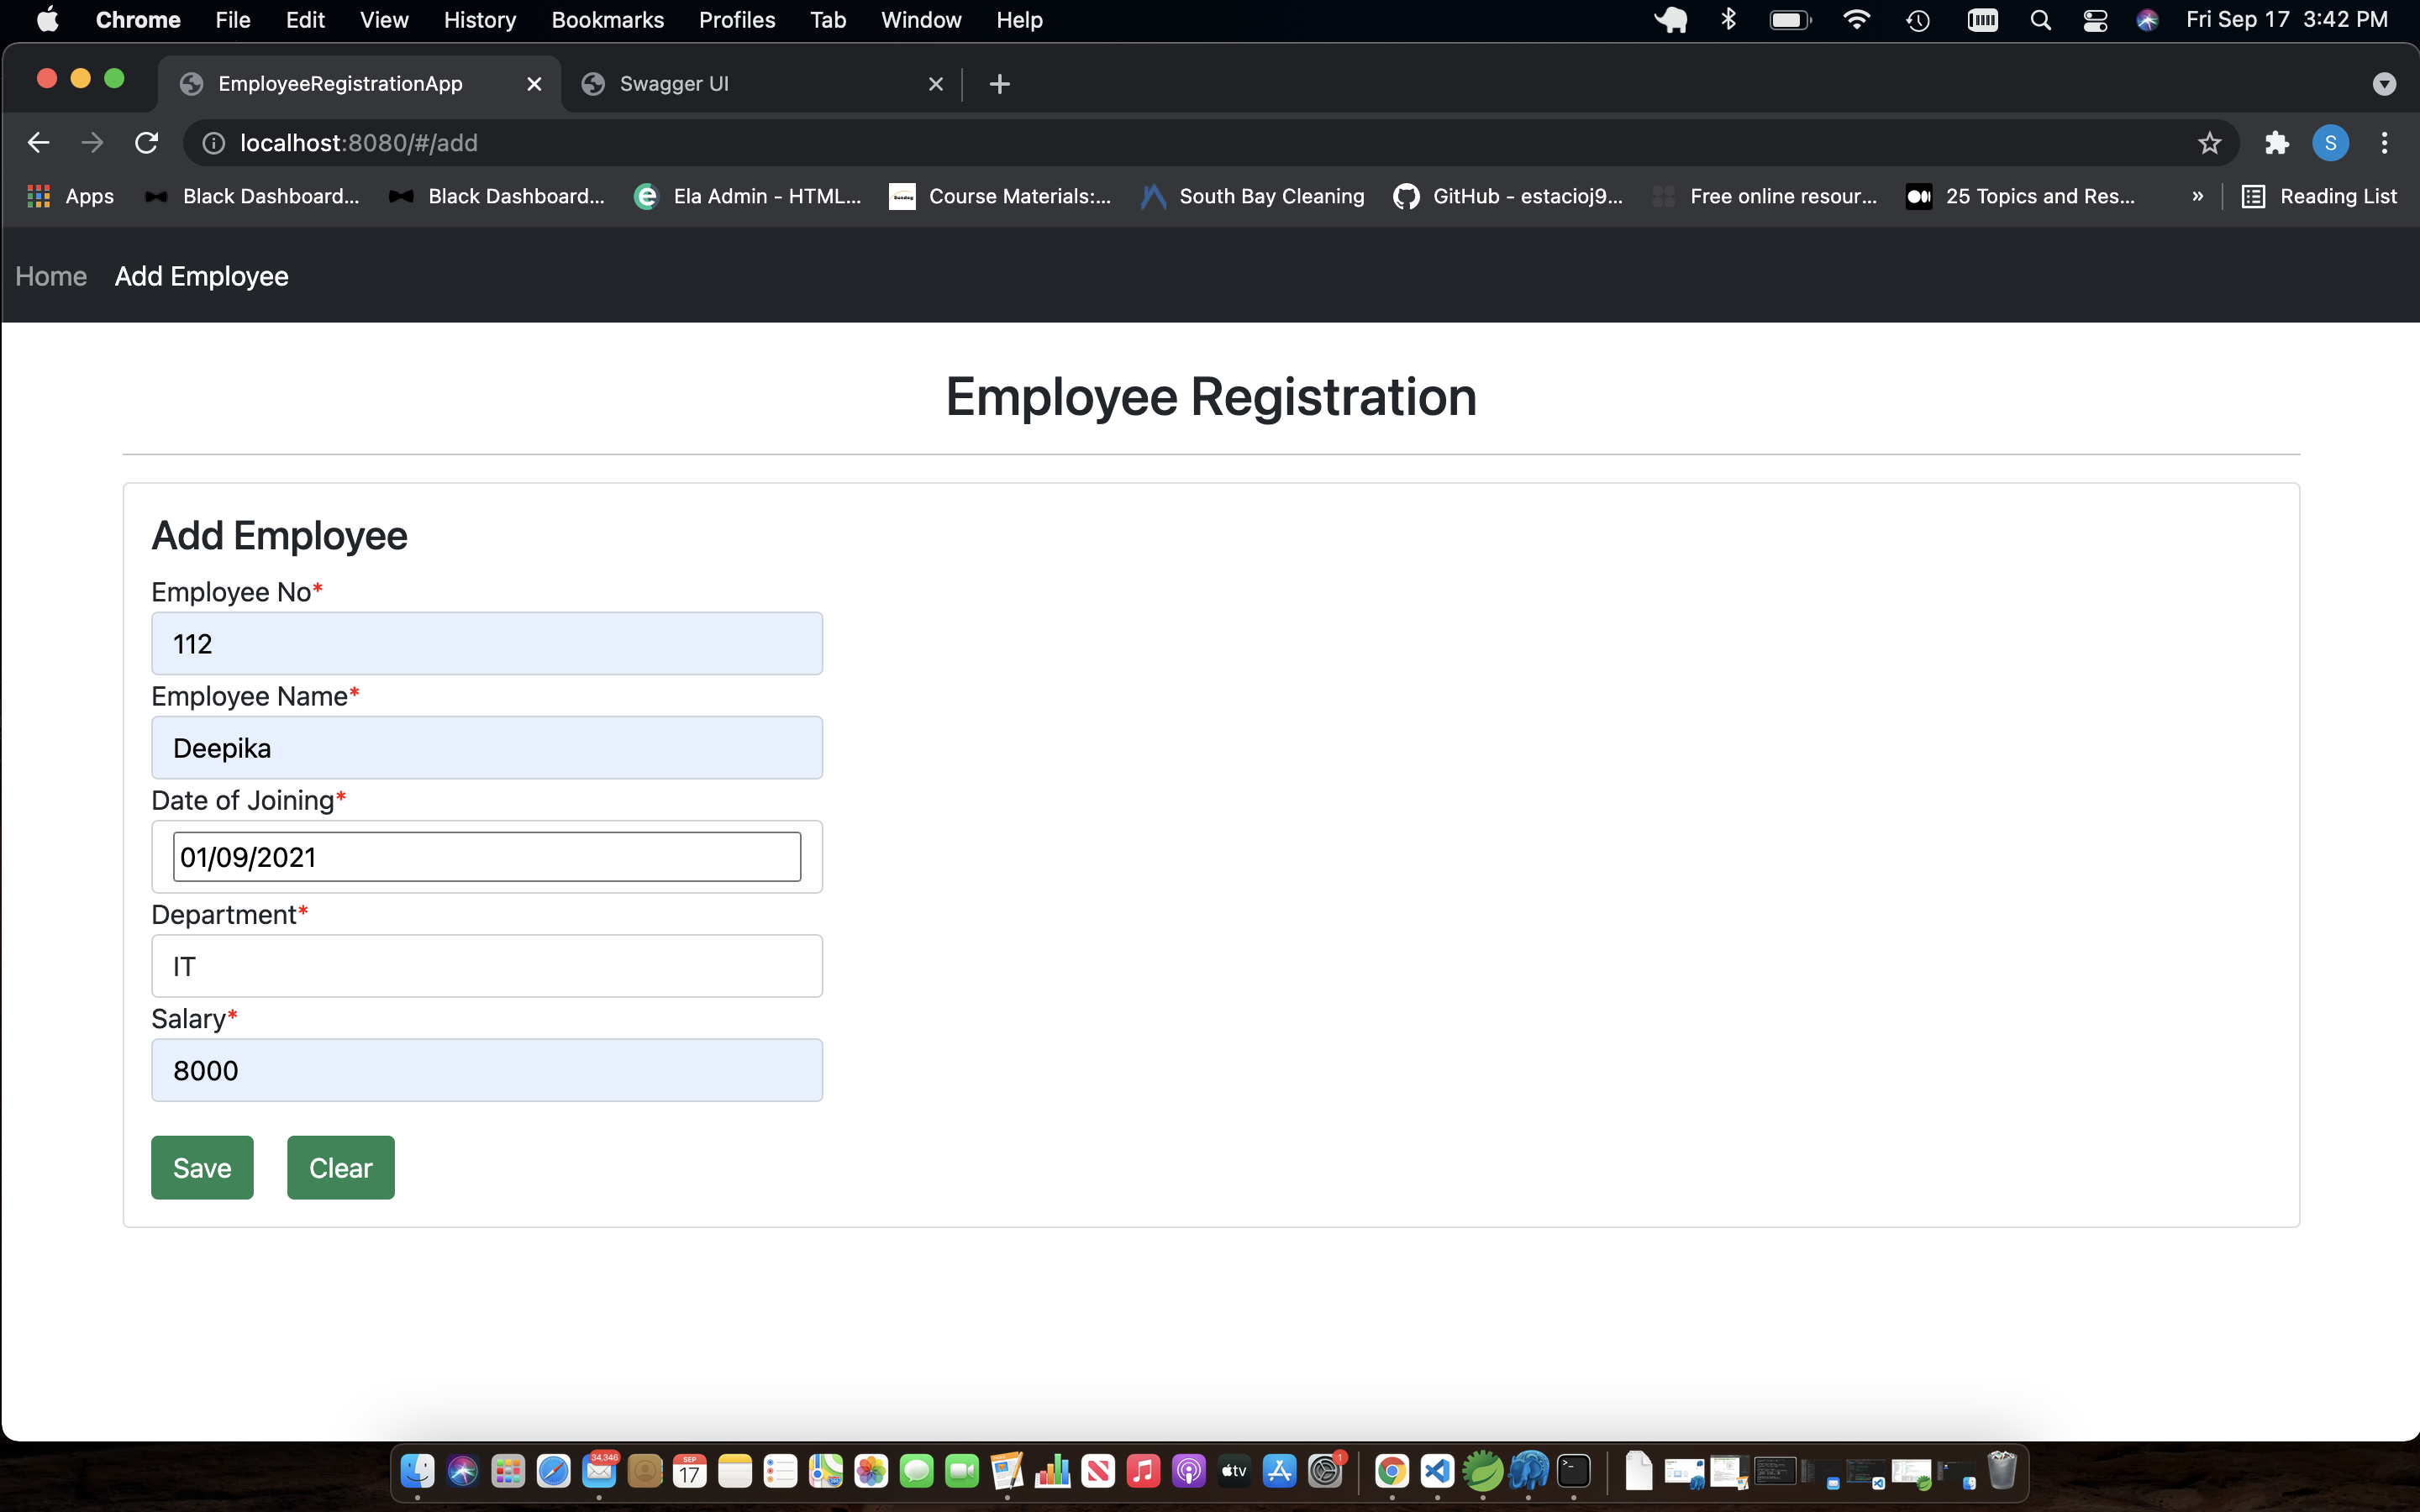 Chrome File Edit View History Bookmarks Profiles Tab Window Help Fri Sep 17 3:42 PM
EmployeeRegistrationApp Swagger UI
localhost:8080/#/add S
Apps Black Dashboard... Black Dashboard... Ela Admin - HTML... Course Materials:... South Bay Cleaning GitHub - estacioj9... Free online resour... 25 Topics and Res... » Reading List
Home Add Employee
Employee Registration
Add Employee
Employee No*
112
Employee Name*
Deepika
Date of Joining*
01/09/2021
Department*
IT
Salary*
8000
Save Clear
34,346 SEP 17 tv 1